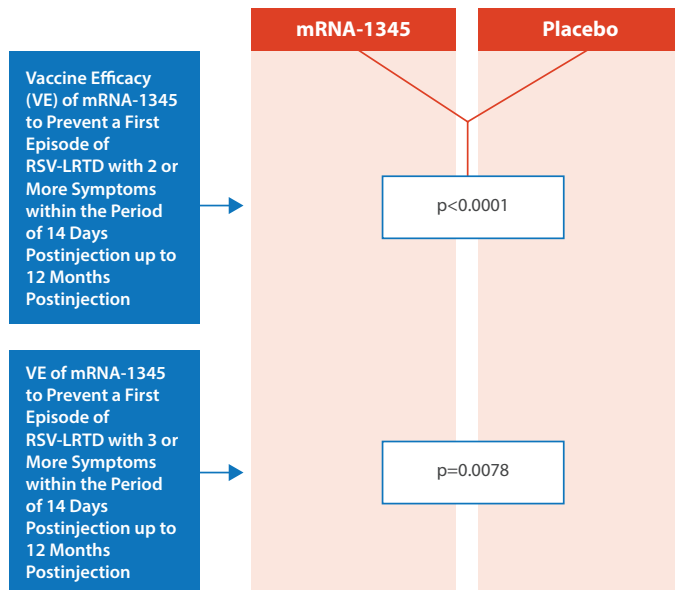 mRNA-1345
Placebo
Vaccine Efficacy
(VE) of mRNA-1345
to Prevent a First
Episode of
RSV-LRTD with 2 or
More Symptoms
within the Period
of 14 Days
Postinjection up to
12 Months
Postinjection
p<0.0001
VE of mRNA-1345
to Prevent a First
Episode of
RSV-LRTD with 3 or
More Symptoms
within the Period
of 14 Days
Postinjection up to
12 Months
Postinjection
p=0.0078